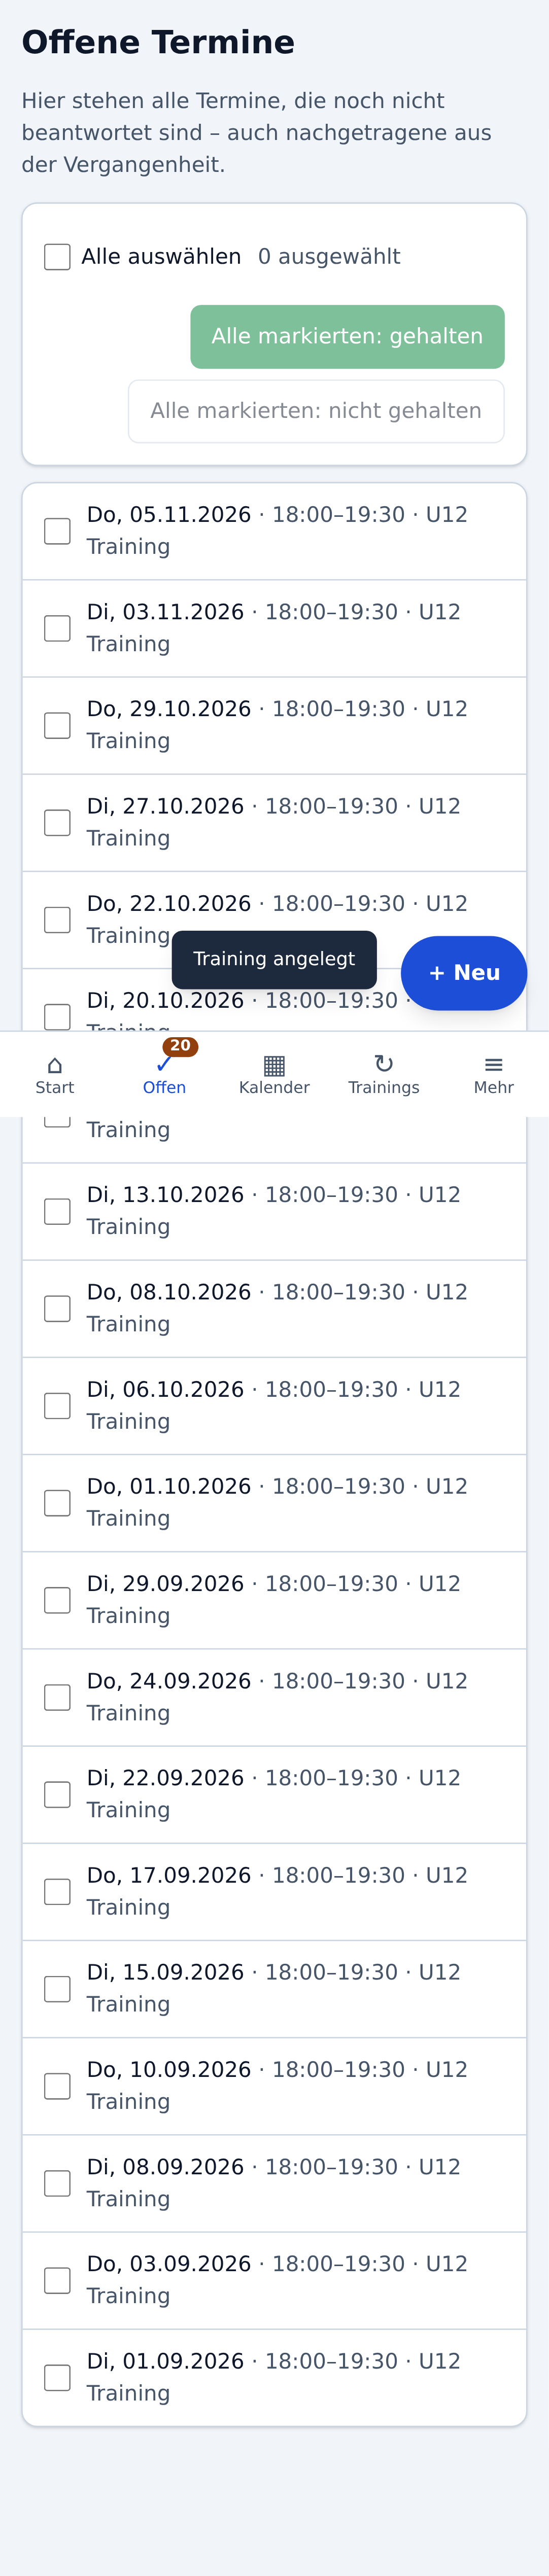 Offene Termine
Hier stehen alle Termine, die noch nicht
beantwortet sind – auch nachgetragene aus
der Vergangenheit.
Alle auswählen 0 ausgewählt
Alle markierten: gehalten
Alle markierten: nicht gehalten
Do, 05.11.2026 · 18:00–19:30 · U12
Training
Di, 03.11.2026 · 18:00–19:30 · U12
Training
Do, 29.10.2026 · 18:00–19:30 · U12
Training
Di, 27.10.2026 · 18:00–19:30 · U12
Training
Do, 22.10.2026 · 18:00–19:30 · U12
Training
Training angelegt
+ Neu
Di, 20.10.2026 · 18:00–19:30 ·
Training
20
Start
Offen
Kalender
Trainings
Mehr
Training
Di, 13.10.2026 · 18:00–19:30 · U12
Training
Do, 08.10.2026 · 18:00–19:30 · U12
Training
Di, 06.10.2026 · 18:00–19:30 · U12
Training
Do, 01.10.2026 · 18:00–19:30 · U12
Training
Di, 29.09.2026 · 18:00–19:30 · U12
Training
Do, 24.09.2026 · 18:00–19:30 · U12
Training
Di, 22.09.2026 · 18:00–19:30 · U12
Training
Do, 17.09.2026 · 18:00–19:30 · U12
Training
Di, 15.09.2026 · 18:00–19:30 · U12
Training
Do, 10.09.2026 · 18:00–19:30 · U12
Training
Di, 08.09.2026 · 18:00–19:30 · U12
Training
Do, 03.09.2026 · 18:00–19:30 · U12
Training
Di, 01.09.2026 · 18:00–19:30 · U12
Training